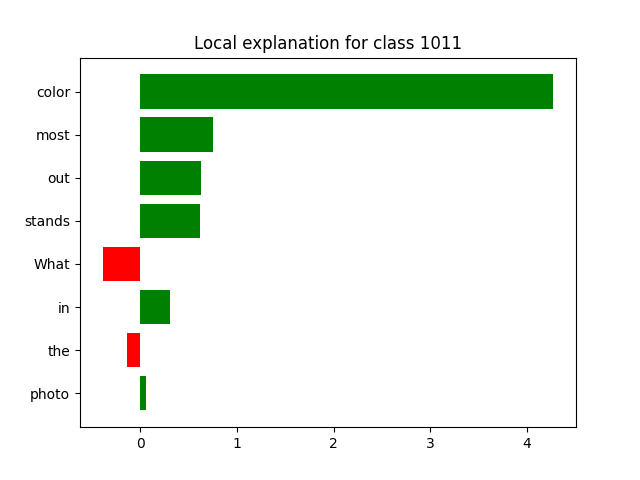 Local explanation for class 1011
color
most
out
stands
What
in
the
photo
0 1 2 3 4